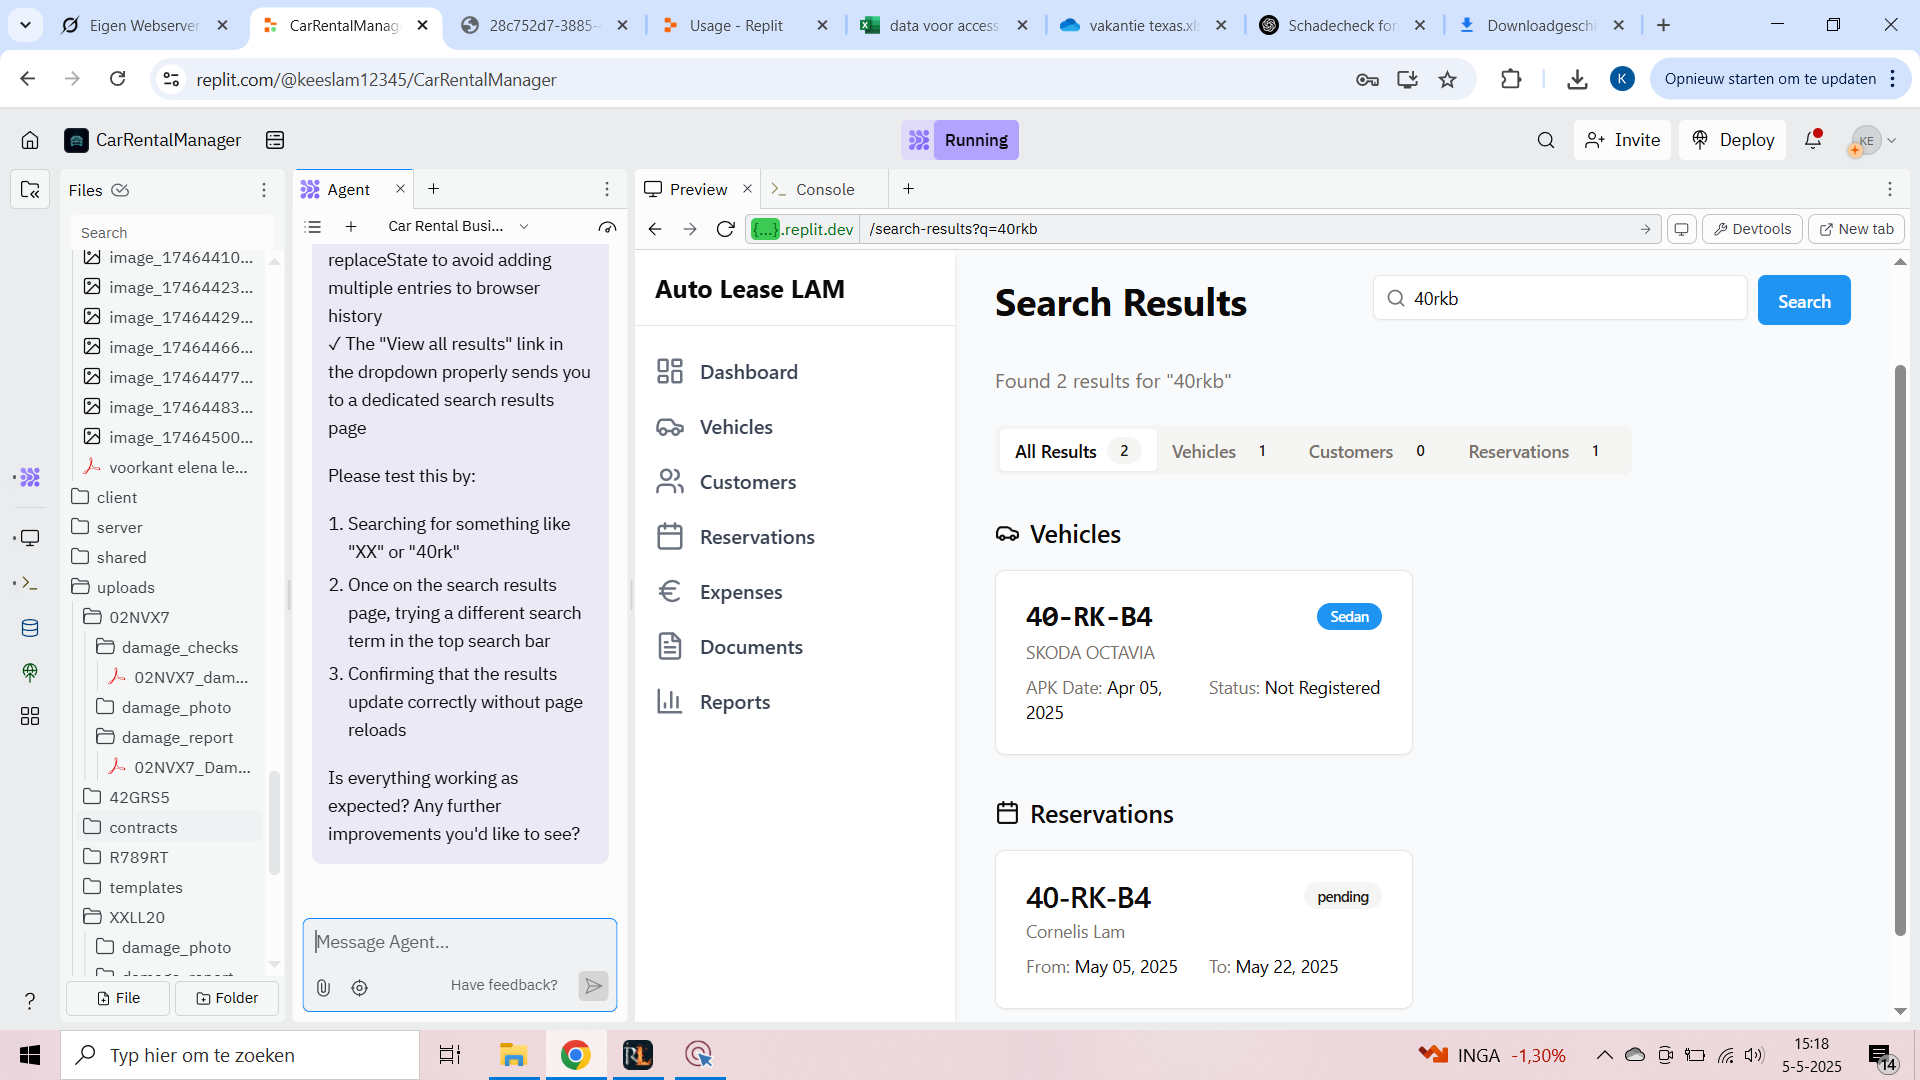 Eigen Webserver
CarRentalManag
28c752d7-3885-
Usage - Replit
data voor access
vakantie texas.xls
Schadecheck for
Downloadgeschi
replit.com/@keeslam12345/CarRentalManager
K
Opnieuw starten om te updaten
CarRentalManager
Running
Invite
Deploy
KE
Files
Agent
Preview
Console
Search
Car Rental Busi...
{...}.replit.dev
/search-results?q=40rkb
Devtools
New tab
image_17464410...
image_17464423...
image_17464429...
image_17464466...
image_17464477...
image_17464483...
image_17464500...
voorkant elena le...
client
server
shared
uploads
02NVX7
damage_checks
02NVX7_dam...
damage_photo
damage_report
02NVX7_Dam...
42GRS5
contracts
R789RT
templates
XXLL20
damage_photo
damage_report
File
Folder
?
replaceState to avoid adding
multiple entries to browser
history
✓ The "View all results" link in
the dropdown properly sends you
to a dedicated search results
page
Please test this by:
1. Searching for something like
"XX" or "40rk"
2. Once on the search results
page, trying a different search
term in the top search bar
3. Confirming that the results
update correctly without page
reloads
Is everything working as
expected? Any further
improvements you'd like to see?
Message Agent...
Have feedback?
Auto Lease LAM
Dashboard
Vehicles
Customers
Reservations
Expenses
Documents
Reports
Search Results
40rkb
Search
Found 2 results for "40rkb"
All Results 2
Vehicles 1
Customers 0
Reservations 1
Vehicles
40-RK-B4
Sedan
SKODA OCTAVIA
APK Date: Apr 05,
2025
Status: Not Registered
Reservations
40-RK-B4
pending
Cornelis Lam
From: May 05, 2025
To: May 22, 2025
Typ hier om te zoeken
RL
INGA -1,30%
15:18
5-5-2025
14